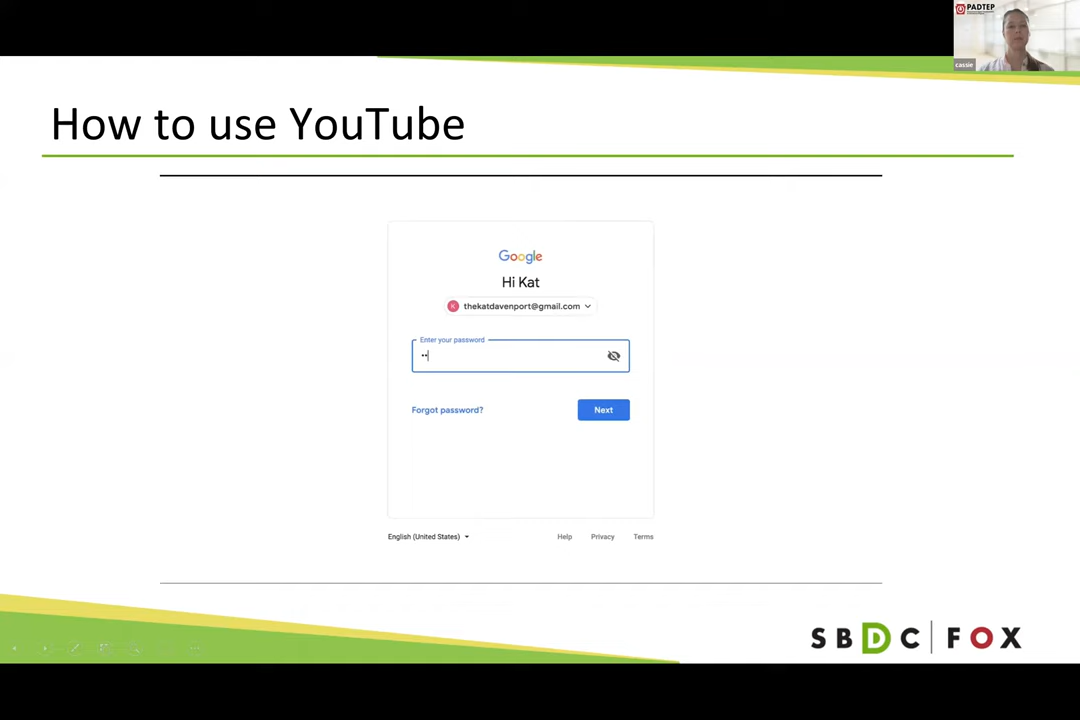 PADTEP
cassie
How to use YouTube
Google
Hi Kat
K thekatdavenport@gmail.com
Enter your password
Forgot password?
Next
English (United States)
Help Privacy Terms
SBDC FOX